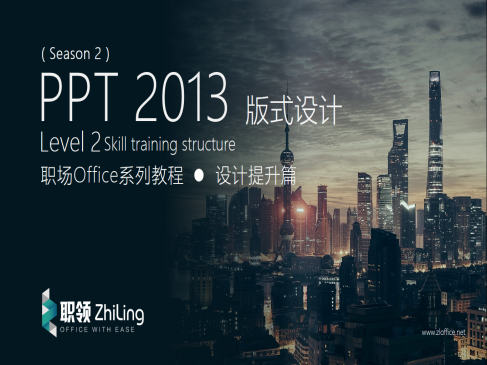 ( Season 2 )
PPT 2013 版式设计
Level 2 Skill training structure
职场Office系列教程 ● 设计提升篇
职领 ZhiLing
OFFICE WITH EASE
www.zloffice.net